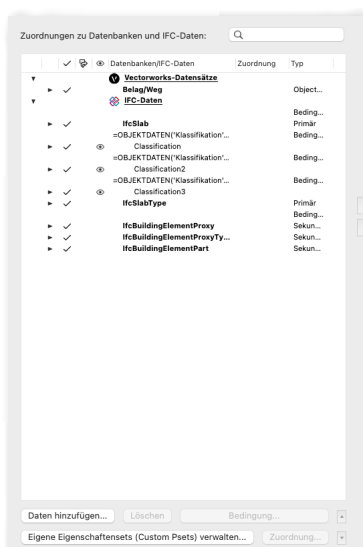 Zuordnungen zu Datenbanken und IFC-Daten:
Datenbanken/IFC-Daten Zuordnung Typ
Vectorworks-Datensätze
Belag/Weg Object...
IFC-Daten
Beding...
IfcSlab Primär
=OBJEKTDATEN('Klassifikation'... Beding...
Classification
=OBJEKTDATEN('Klassifikation'... Beding...
Classification2
=OBJEKTDATEN('Klassifikation'... Beding...
Classification3
IfcSlabType Primär
Beding...
IfcBuildingElementProxy Sekun...
IfcBuildingElementProxyTy... Sekun...
IfcBuildingElementPart Sekun...
Daten hinzufügen... Löschen Bedingung...
Eigene Eigenschaftensets (Custom Psets) verwalten... Zuordnung...